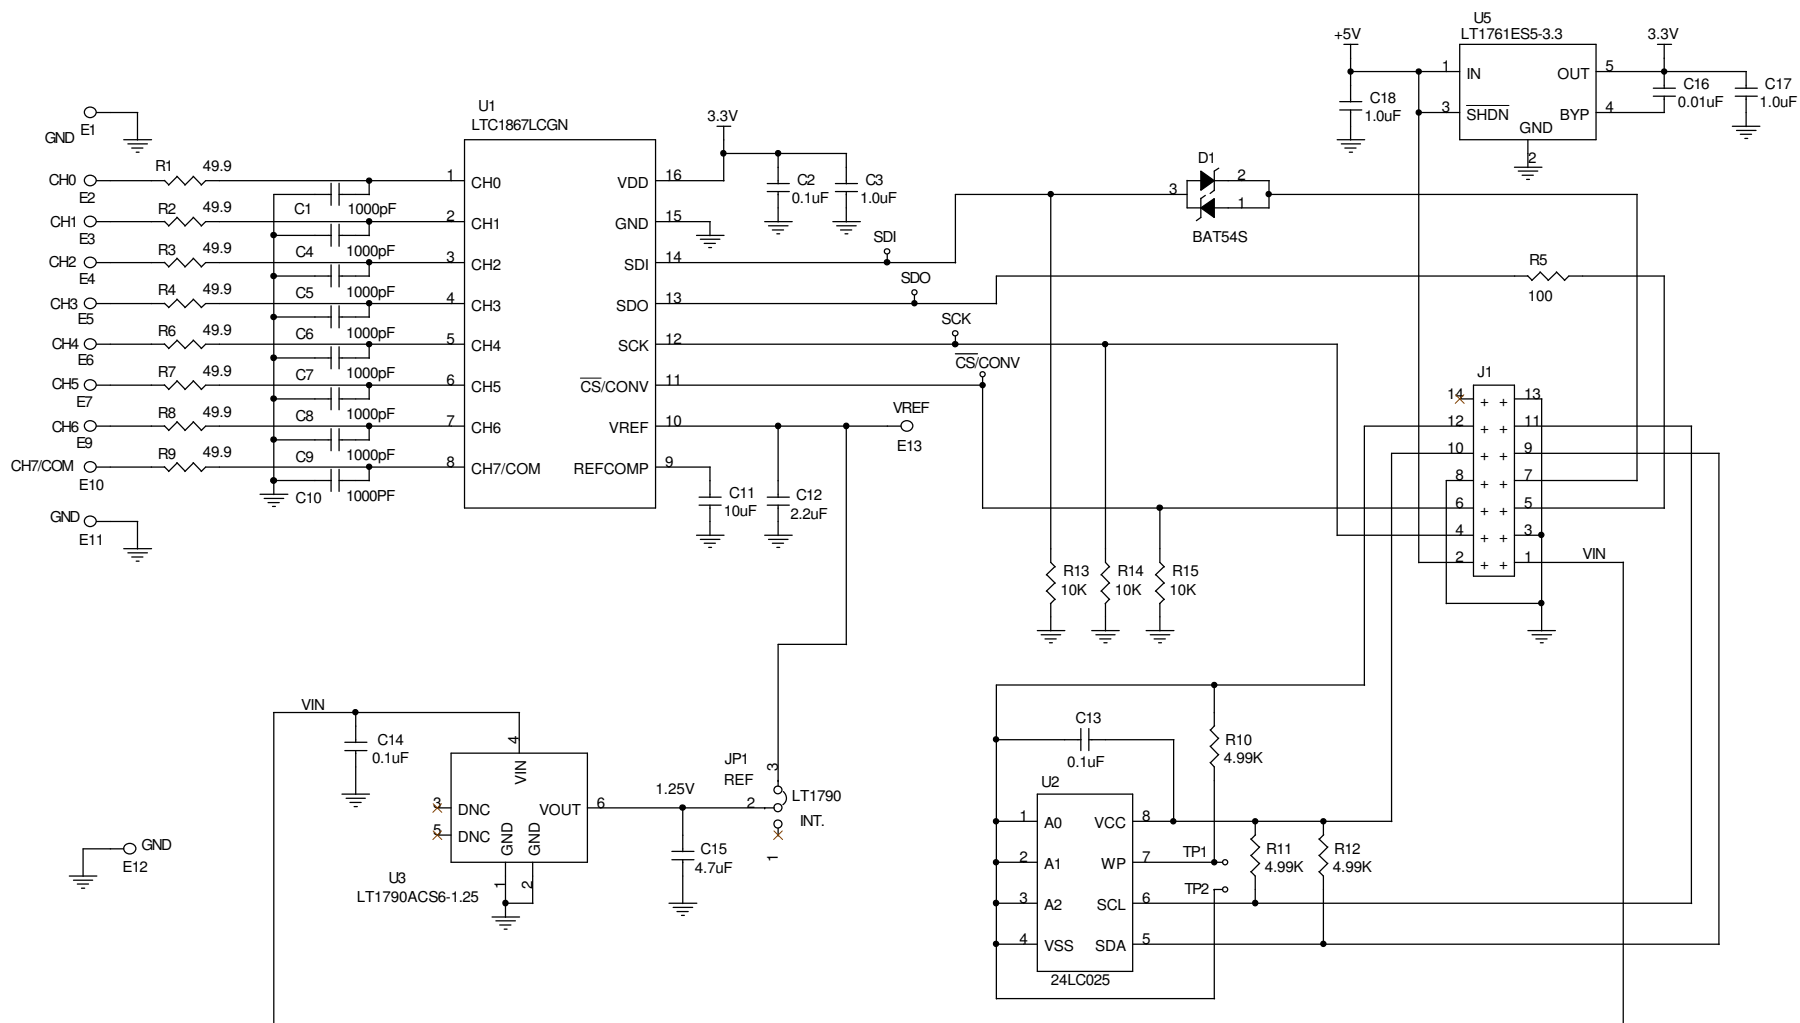 U5
LT1761ES5-3.3
+5V
3.3V
1
IN
OUT
5
C16
0.01uF
C17
1.0uF
C18
1.0uF
3
SHDN
BYP
4
GND
2
E1
GND
U1
LTC1867LCGN
3.3V
C2
0.1uF
C3
1.0uF
D1
3
2
1
BAT54S
CH0
E2
R1
49.9
C1
1000pF
1
CH0
VDD
16
CH1
E3
R2
49.9
C4
1000pF
2
CH1
GND
15
CH2
E4
R3
49.9
C5
1000pF
3
CH2
SDI
14
SDI
CH3
E5
R4
49.9
C6
1000pF
4
CH3
SDO
13
SDO
R5
100
CH4
E6
R6
49.9
C7
1000pF
5
CH4
SCK
12
SCK
CH5
E7
R7
49.9
C8
1000pF
6
CH5
CS/CONV
11
CS/CONV
CH6
E9
R8
49.9
C9
1000pF
7
CH6
VREF
10
VREF
E13
CH7/COM
E10
R9
49.9
C10
1000PF
8
CH7/COM
REFCOMP
9
C11
10uF
C12
2.2uF
GND
E11
J1
14
+ +
13
12
+ +
11
10
+ +
9
8
+ +
7
6
+ +
5
4
+ +
3
2
+ +
1
VIN
R13
10K
R14
10K
R15
10K
VIN
C14
0.1uF
4
VIN
3
DNC
VOUT
6
5
DNC
GND
GND
1
2
U3
LT1790ACS6-1.25
1.25V
C15
4.7uF
JP1
REF
3
2
LT1790
INT.
1
GND
E12
C13
0.1uF
R10
4.99K
U2
1
A0
VCC
8
2
A1
WP
7
TP1
TP2
3
A2
SCL
6
4
VSS
SDA
5
24LC025
R11
4.99K
R12
4.99K